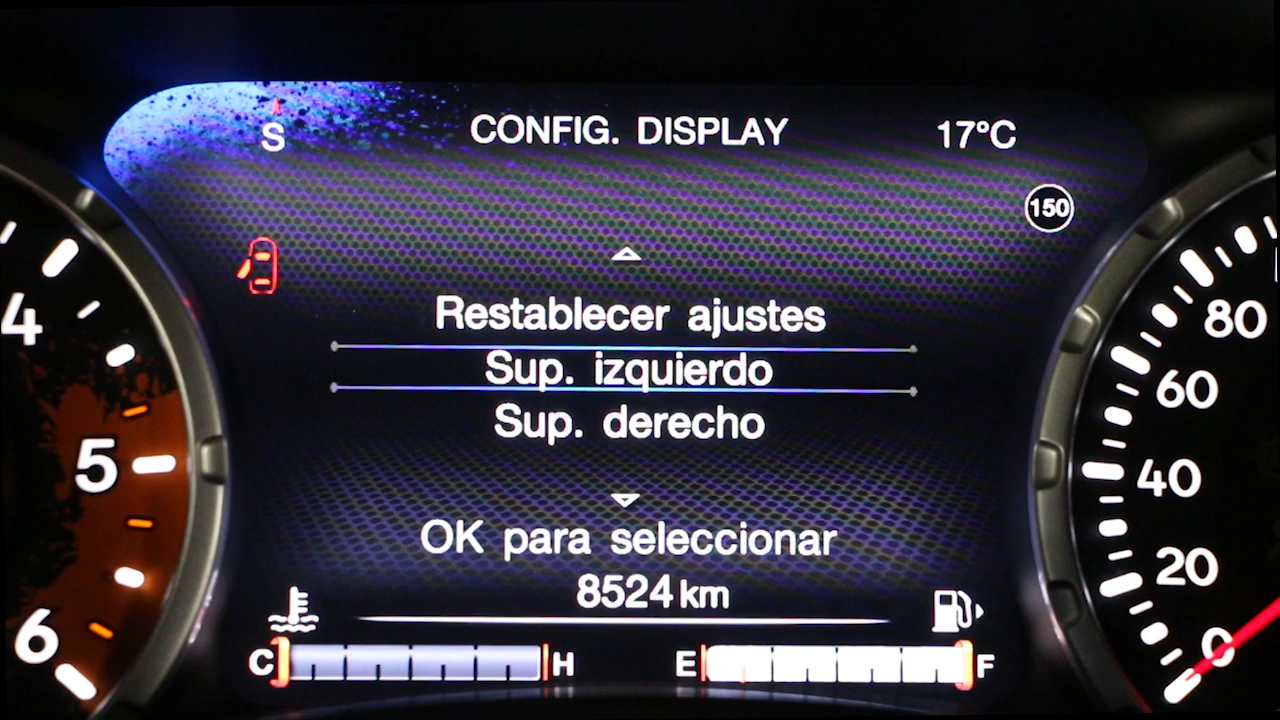 S
CONFIG. DISPLAY
17°C
150
Restablecer ajustes
Sup. izquierdo
Sup. derecho
OK para seleccionar
8524 km
C
H
E
F
4
5
6
80
60
40
20
0